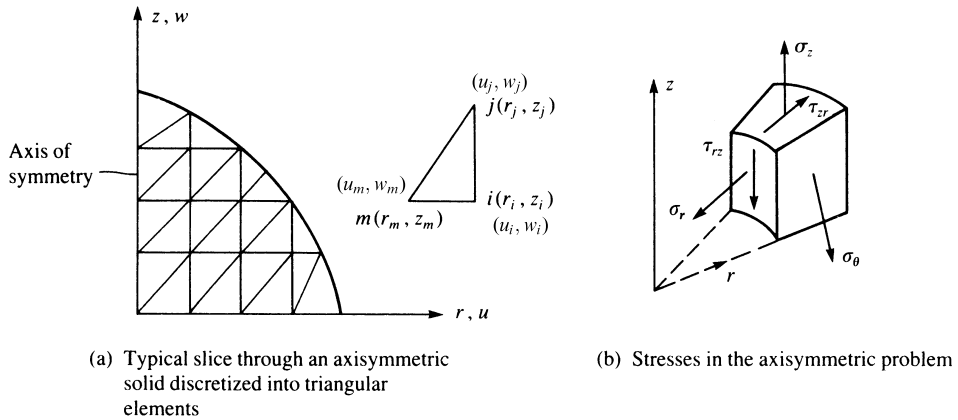 z, w
Axis of
symmetry
(u_j, w_j)
j(r_j, z_j)
(u_m, w_m)
m(r_m, z_m)
i(r_i, z_i)
(u_i, w_i)
r, u
(a) Typical slice through an axisymmetric
solid discretized into triangular
elements
z
σ_z
τ_zr
τ_rz
σ_r
r
σ_θ
(b) Stresses in the axisymmetric problem